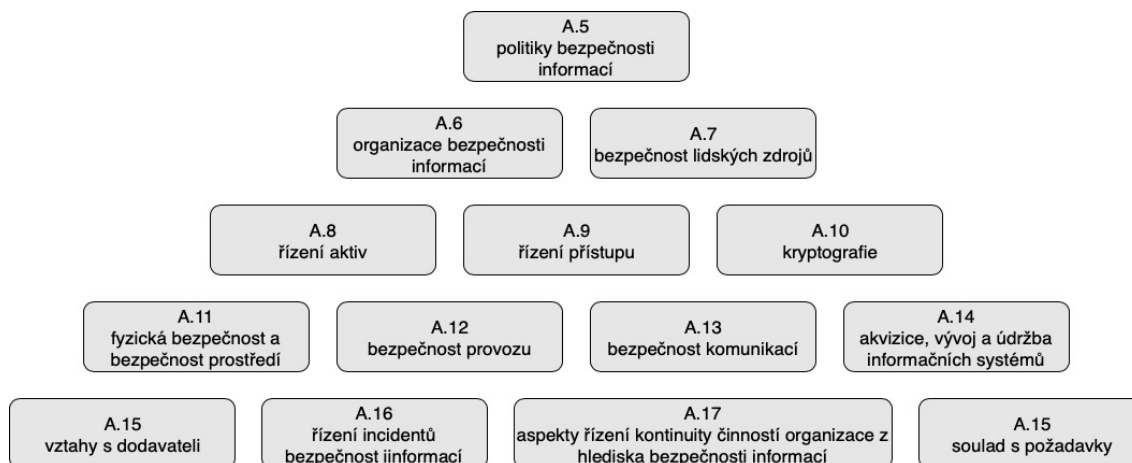 A.5
politiky bezpečnosti
informací
A.6
organizace bezpečnosti
informací
A.7
bezpečnost lidských zdrojů
A.8
řízení aktiv
A.9
řízení přístupu
A.10
kryptografie
A.11
fyzická bezpečnost a
bezpečnost prostředí
A.12
bezpečnost provozu
A.13
bezpečnost komunikací
A.14
akvizice, vývoj a údržba
informačních systémů
A.15
vztahy s dodavateli
A.16
řízení incidentů
bezpečnost iinformací
A.17
aspekty řízení kontinuity činností organizace z
hlediska bezpečnosti informací
A.15
soulad s požadavky